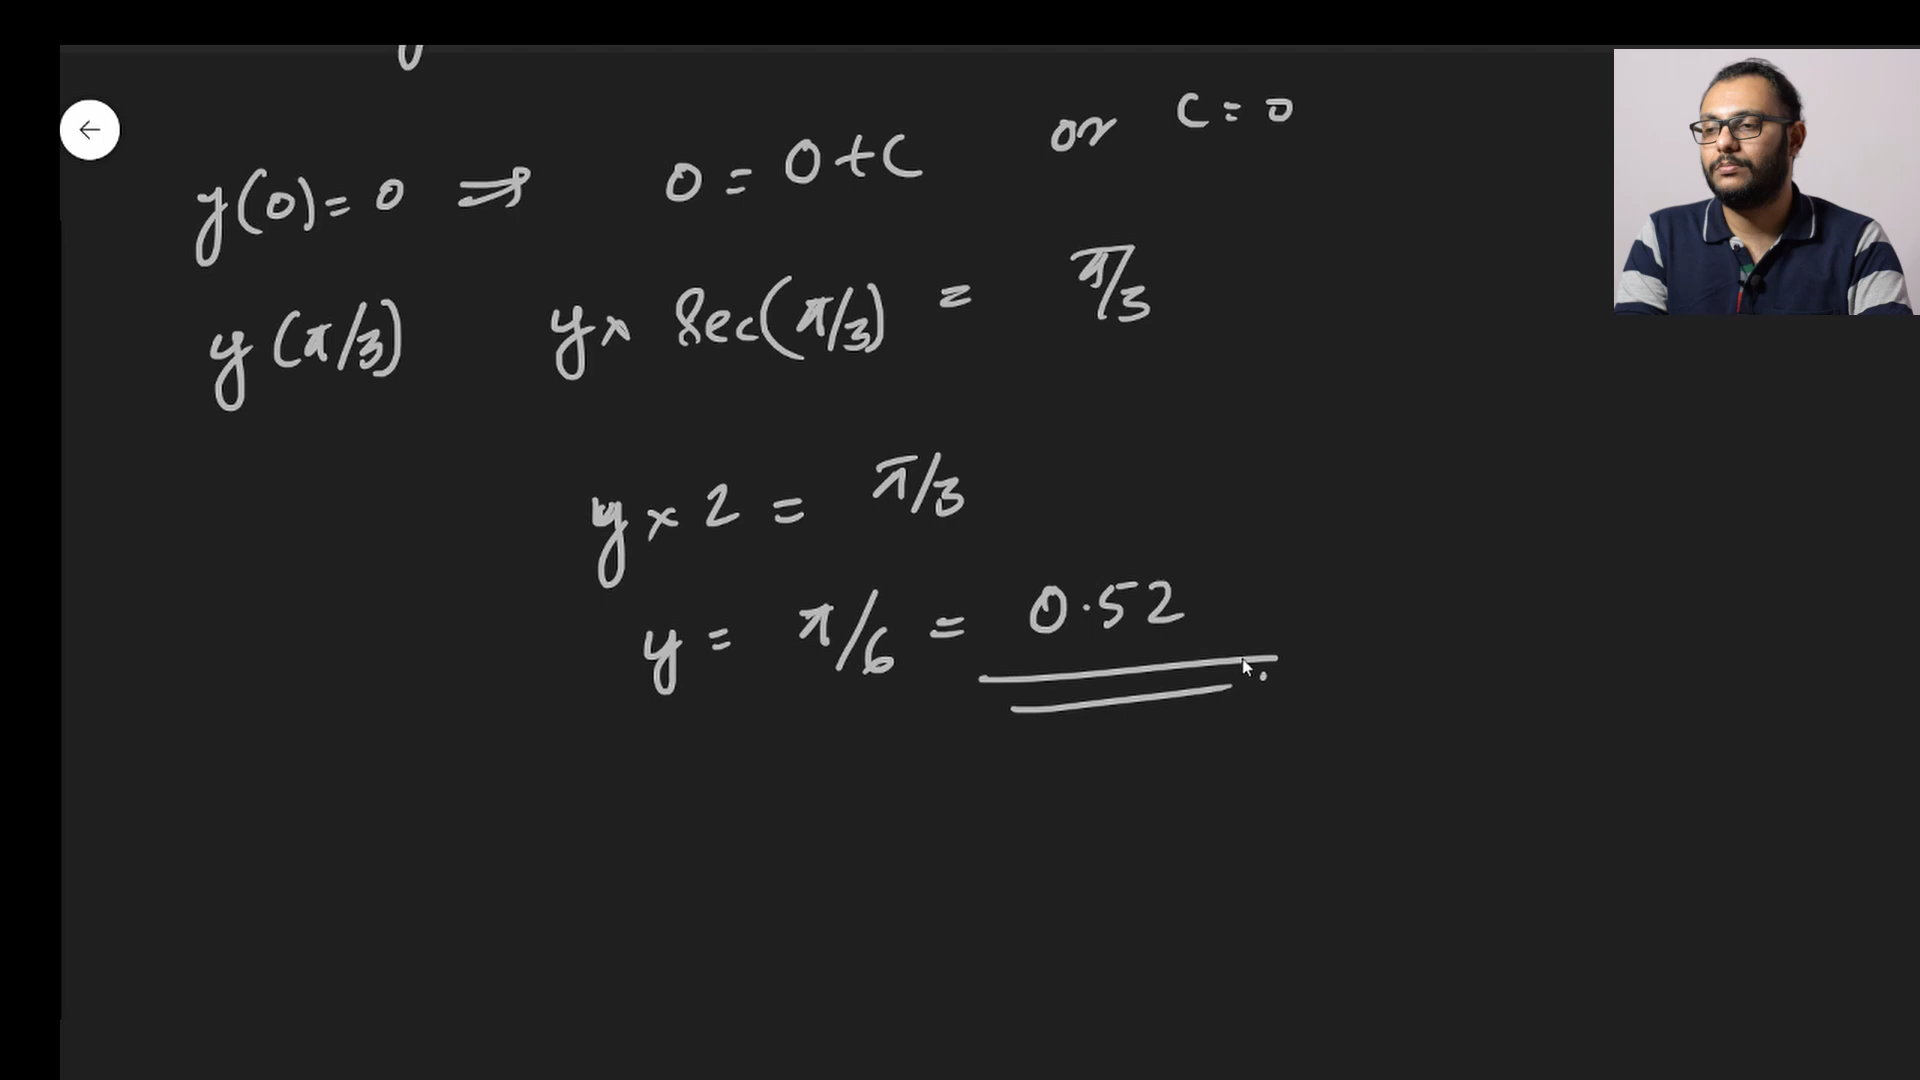 y(0) = 0 ⇒ 0 = 0 + C or C = 0
y(π/3) y × Sec(π/3) = π/3
y × 2 = π/3
y = π/6 = 0.52